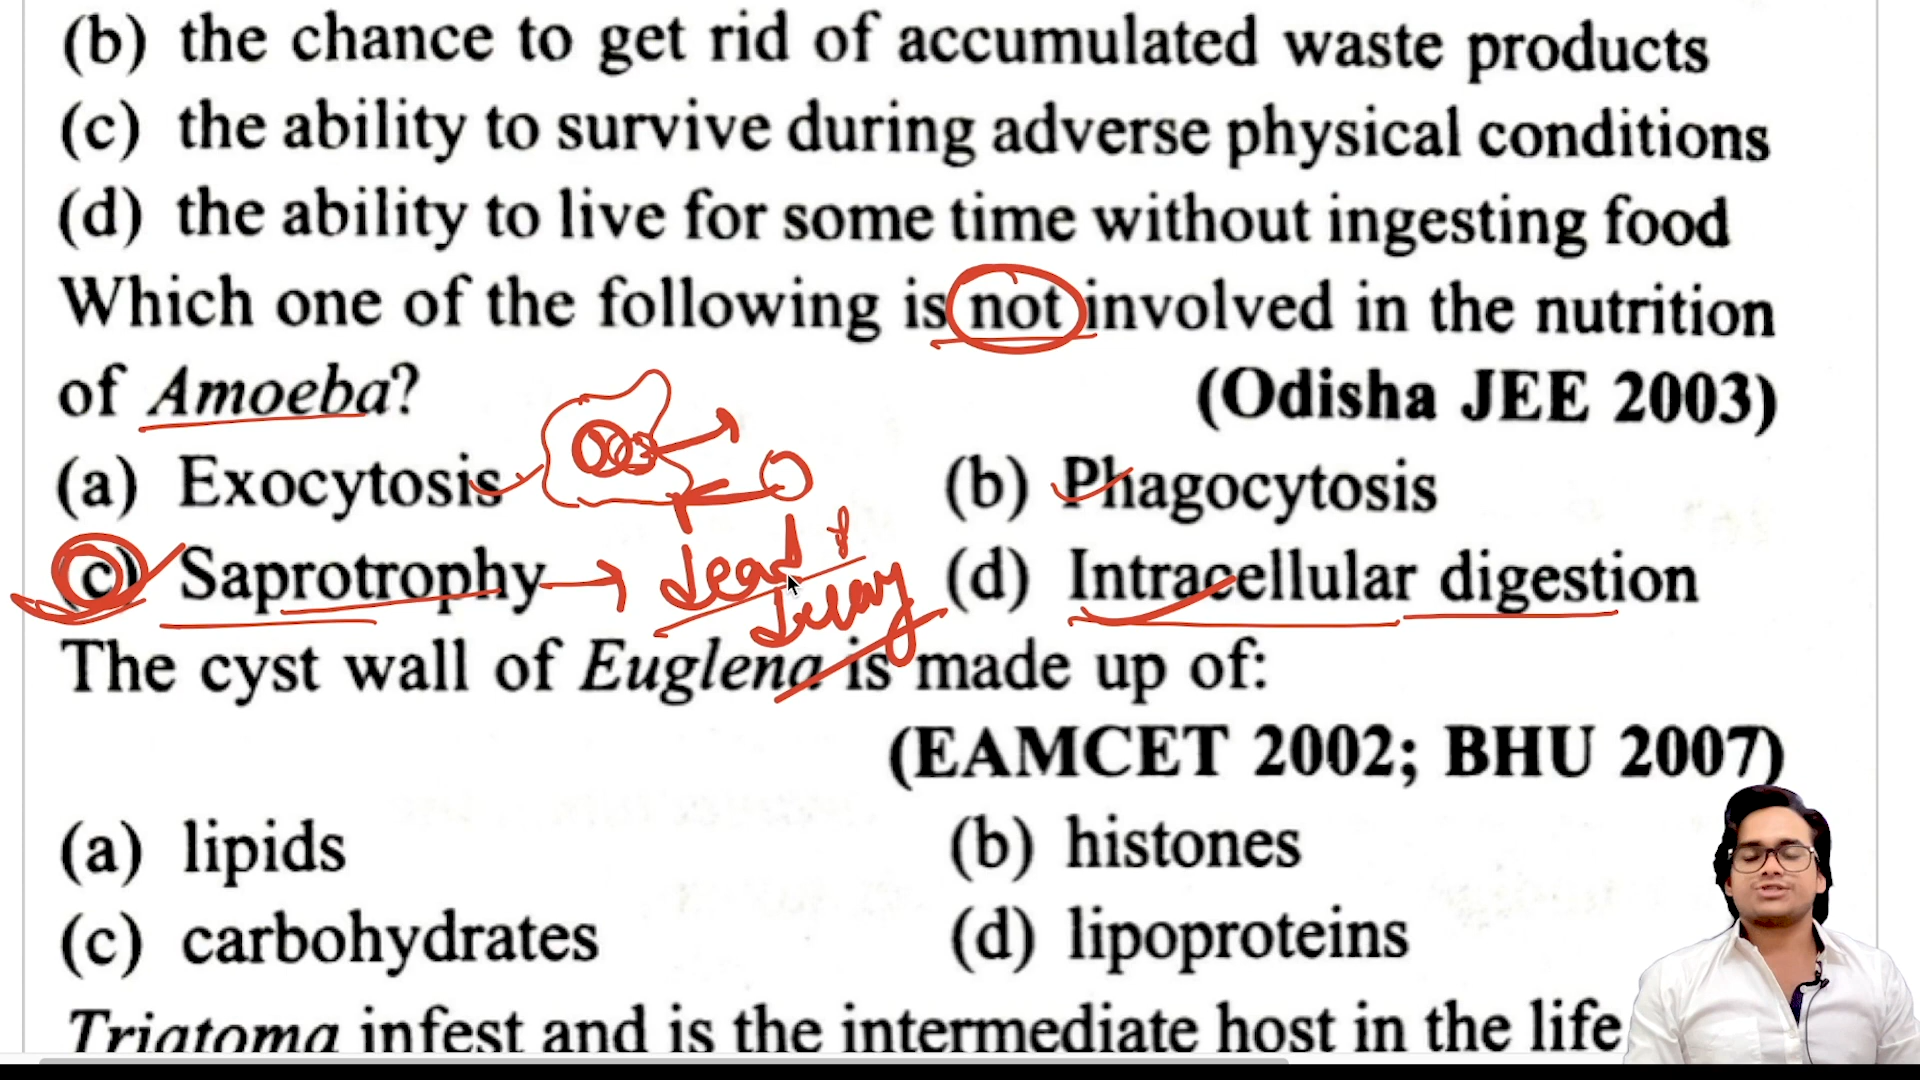 (b) the chance to get rid of accumulated waste products
(c) the ability to survive during adverse physical conditions
(d) the ability to live for some time without ingesting food
Which one of the following is not involved in the nutrition
of Amoeba?
(Odisha JEE 2003)
(a) Exocytosis
(b) Phagocytosis
(c) Saprotrophy
dead &
decay
(d) Intracellular digestion
The cyst wall of Euglena is made up of:
(EAMCET 2002; BHU 2007)
(a) lipids
(b) histones
(c) carbohydrates
(d) lipoproteins
Triatoma infest and is the intermediate host in the life